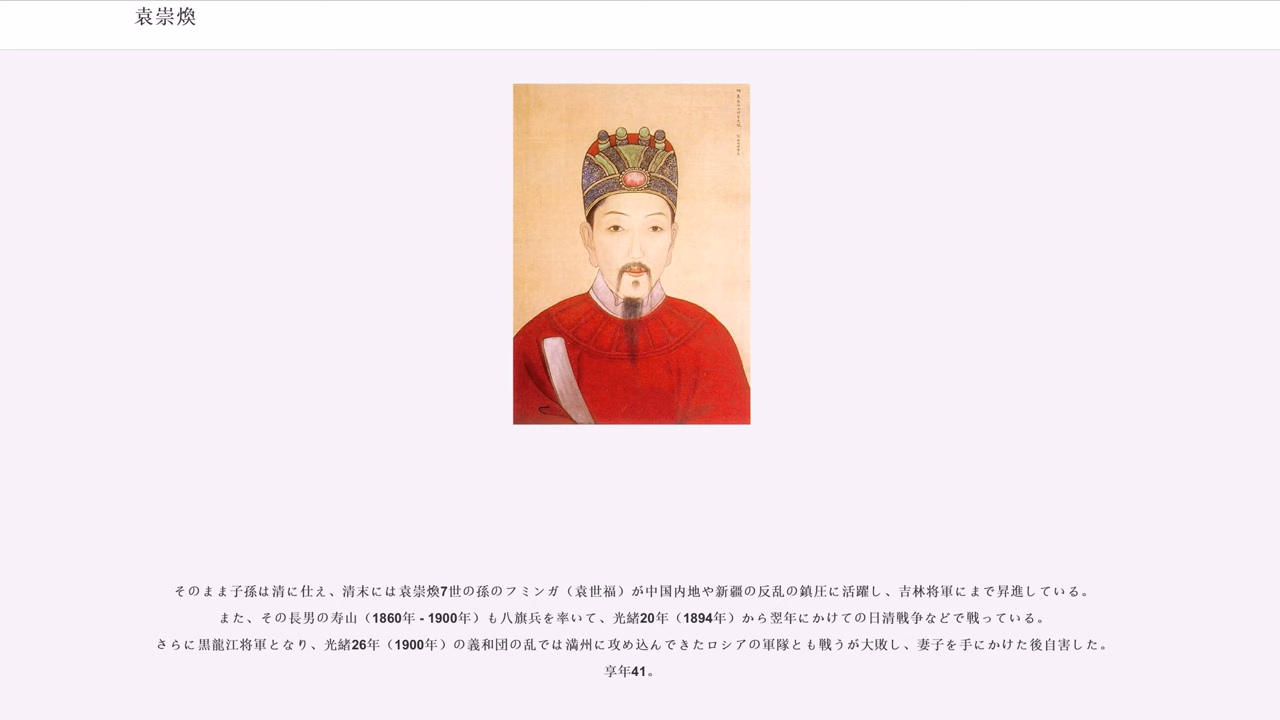 袁崇煥
そのまま子孫は清に仕え、清末には袁崇煥7世の孫のフミンガ（袁世福）が中国内地や新疆の反乱の鎮圧に活躍し、吉林将軍にまで昇進している。
また、その長男の寿山（1860年 - 1900年）も八旗兵を率いて、光緒20年（1894年）から翌年にかけての日清戦争などで戦っている。
さらに黒龍江将軍となり、光緒26年（1900年）の義和団の乱では満州に攻め込んできたロシアの軍隊とも戦うが大敗し、妻子を手にかけた後自害した。
享年41。